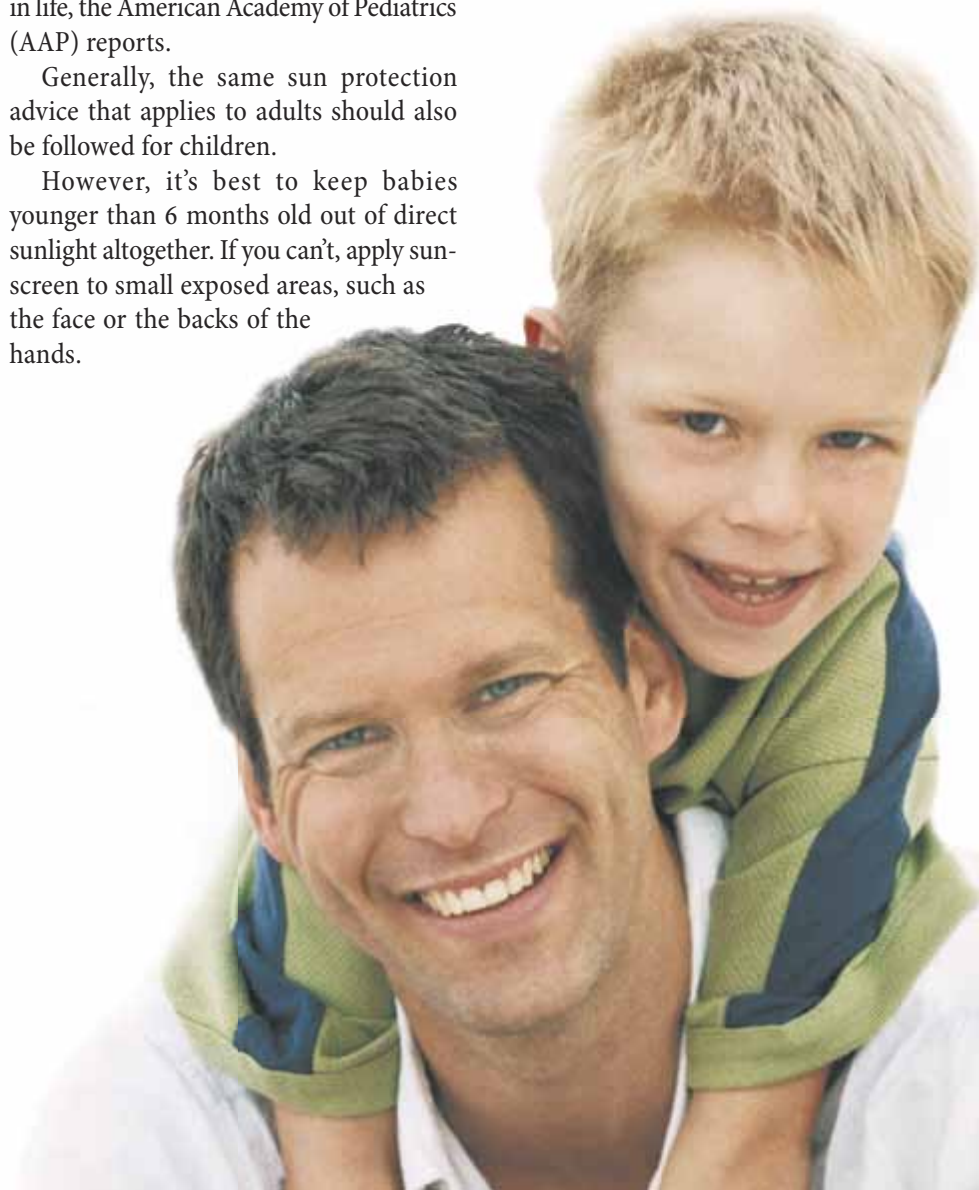 in life, the American Academy of Pediatrics
(AAP) reports.
Generally, the same sun protection
advice that applies to adults should also
be followed for children.
However, it's best to keep babies
younger than 6 months old out of direct
sunlight altogether. If you can't, apply sun-
screen to small exposed areas, such as
the face or the backs of the
hands.